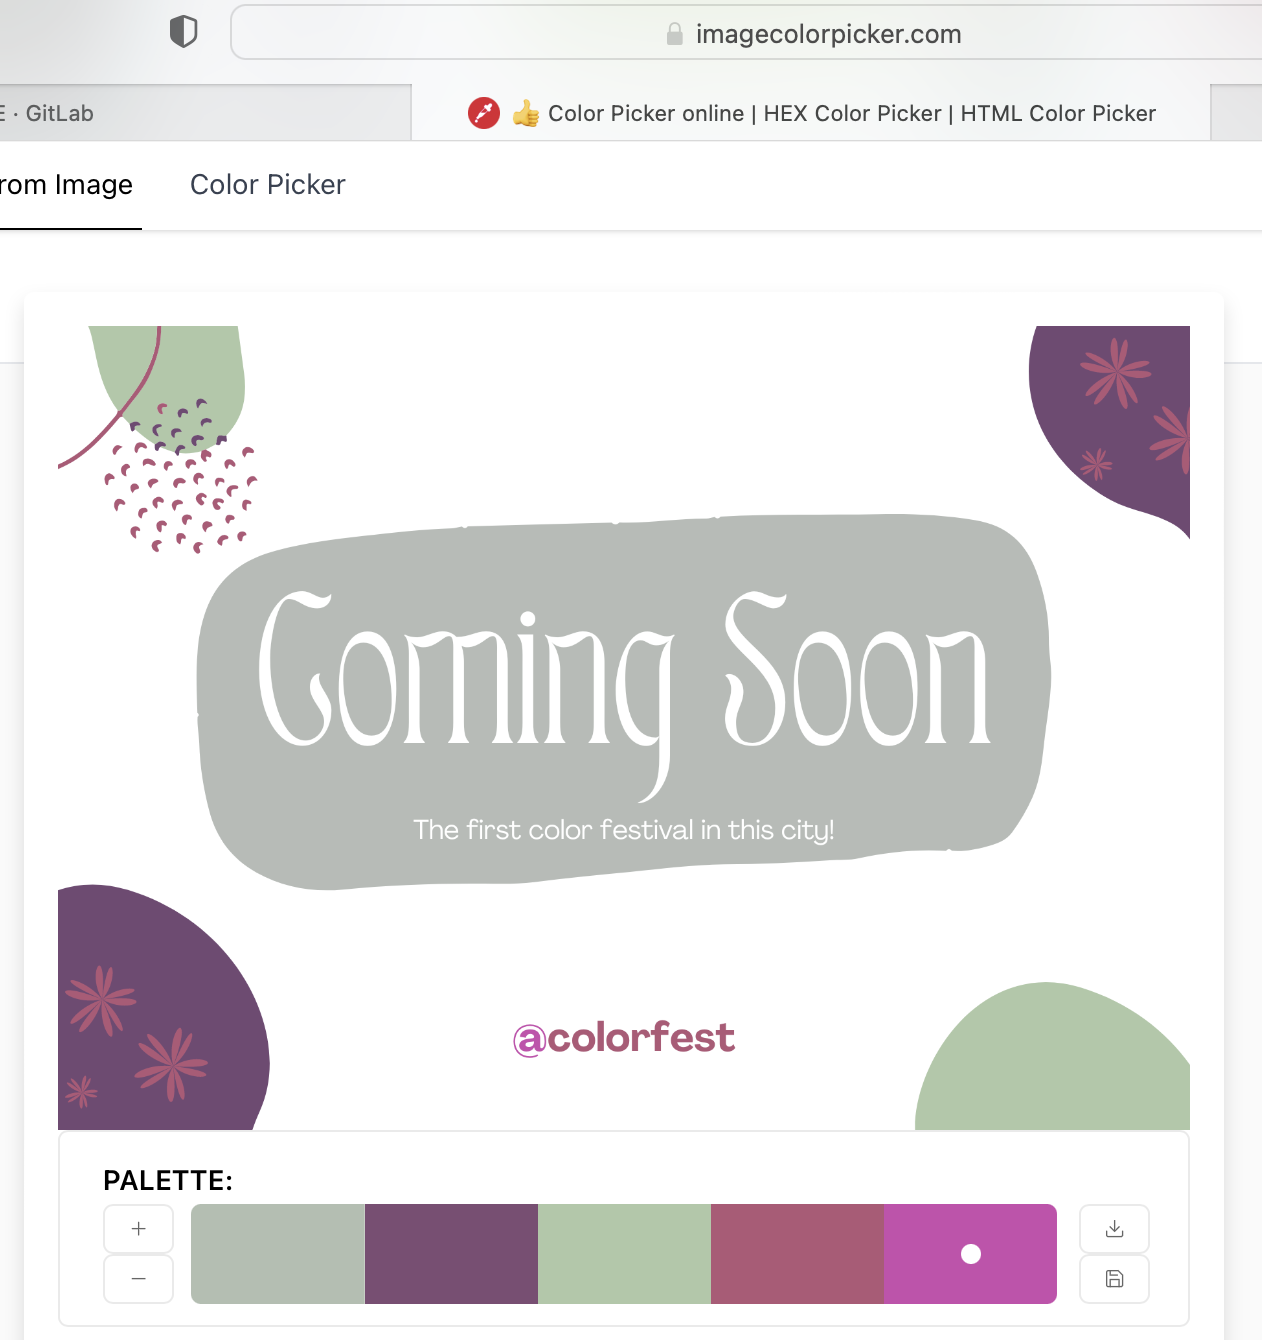 imagecolorpicker.com
E · GitLab
👍 Color Picker online | HEX Color Picker | HTML Color Picker
rom Image
Color Picker
Coming Soon
The first color festival in this city!
@colorfest
PALETTE:
+
−